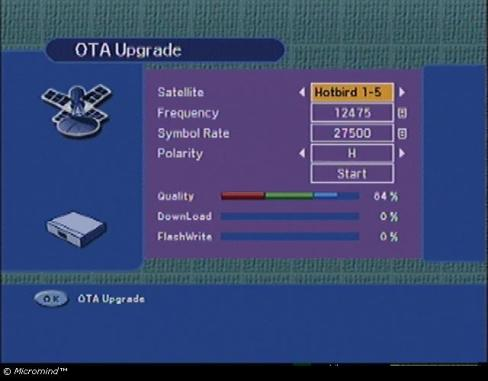 OTA Upgrade
Satellite Hotbird 1-5
Frequency 12475
Symbol Rate 27500
Polarity H
Start
Quality 84 %
DownLoad 0 %
FlashWrite 0 %
OK OTA Upgrade
© Micromind™